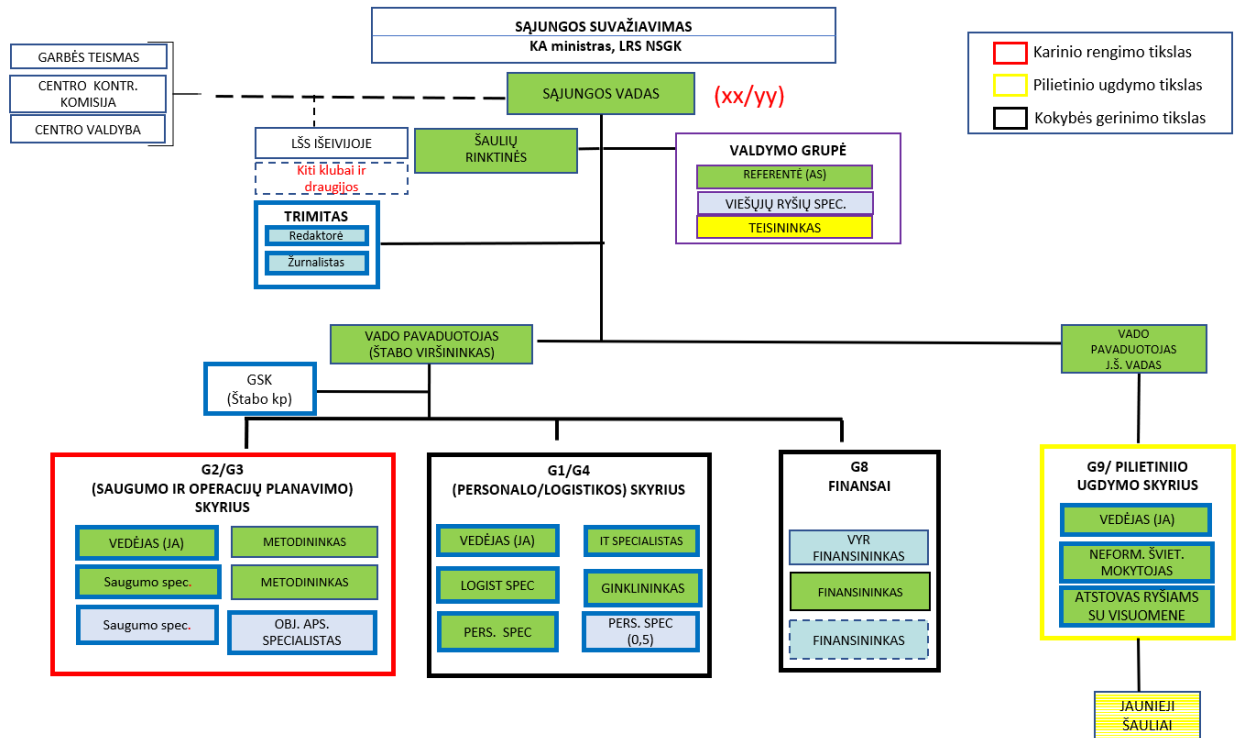 SĄJUNGOS SUVAŽIAVIMAS
KA ministras, LRS NSGK
GARBĖS TEISMAS
CENTRO KONTR.
KOMISIJA
CENTRO VALDYBA
SĄJUNGOS VADAS
(xx/yy)
Karinio rengimo tikslas
Pilietinio ugdymo tikslas
Kokybės gerinimo tikslas
LŠS IŠEIVIJOJE
Kiti klubai ir
draugijos
ŠAULIŲ
RINKTINĖS
VALDYMO GRUPĖ
REFERENTĖ (AS)
VIEŠŲJŲ RYŠIŲ SPEC.
TEISININKAS
TRIMITAS
Redaktorė
Žurnalistas
VADO PAVADUOTOJAS
(ŠTABO VIRŠININKAS)
VADO
PAVADUOTOJAS
J.Š. VADAS
GSK
(Štabo kp)
G2/G3
(SAUGUMO IR OPERACIJŲ PLANAVIMO)
SKYRIUS
VEDĖJAS (JA)
METODININKAS
Saugumo spec.
METODININKAS
Saugumo spec.
OBJ. APS.
SPECIALISTAS
G1/G4
(PERSONALO/LOGISTIKOS) SKYRIUS
VEDĖJAS (JA)
IT SPECIALISTAS
LOGIST SPEC
GINKLININKAS
PERS. SPEC
PERS. SPEC
(0,5)
G8
FINANSAI
VYR
FINANSININKAS
FINANSININKAS
FINANSININKAS
G9/ PILIETINIIO
UGDYMO SKYRIUS
VEDĖJAS (JA)
NEFORM. ŠVIET.
MOKYTOJAS
ATSTOVAS RYŠIAMS
SU VISUOMENE
JAUNIEJI
ŠAULIAI